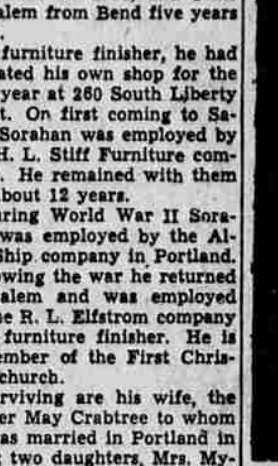 alem from Bend five years
.
furniture finisher, he had
ated his own shop for the
year at 260 South Liberty
t. On first coming to Sa-
Sorahan was employed by
H. L. Stiff Furniture com-
. He remained with them
bout 12 years.
uring World War II Sora-
was employed by the Al-
Ship company in Portland.
owing the war he returned
alem and was employed
he R. L. Elfstrom company
furniture finisher. He is
ember of the First Chris-
church.
rviving are his wife, the
er May Crabtree to whom
as married in Portland in
two daughters, Mrs. My-